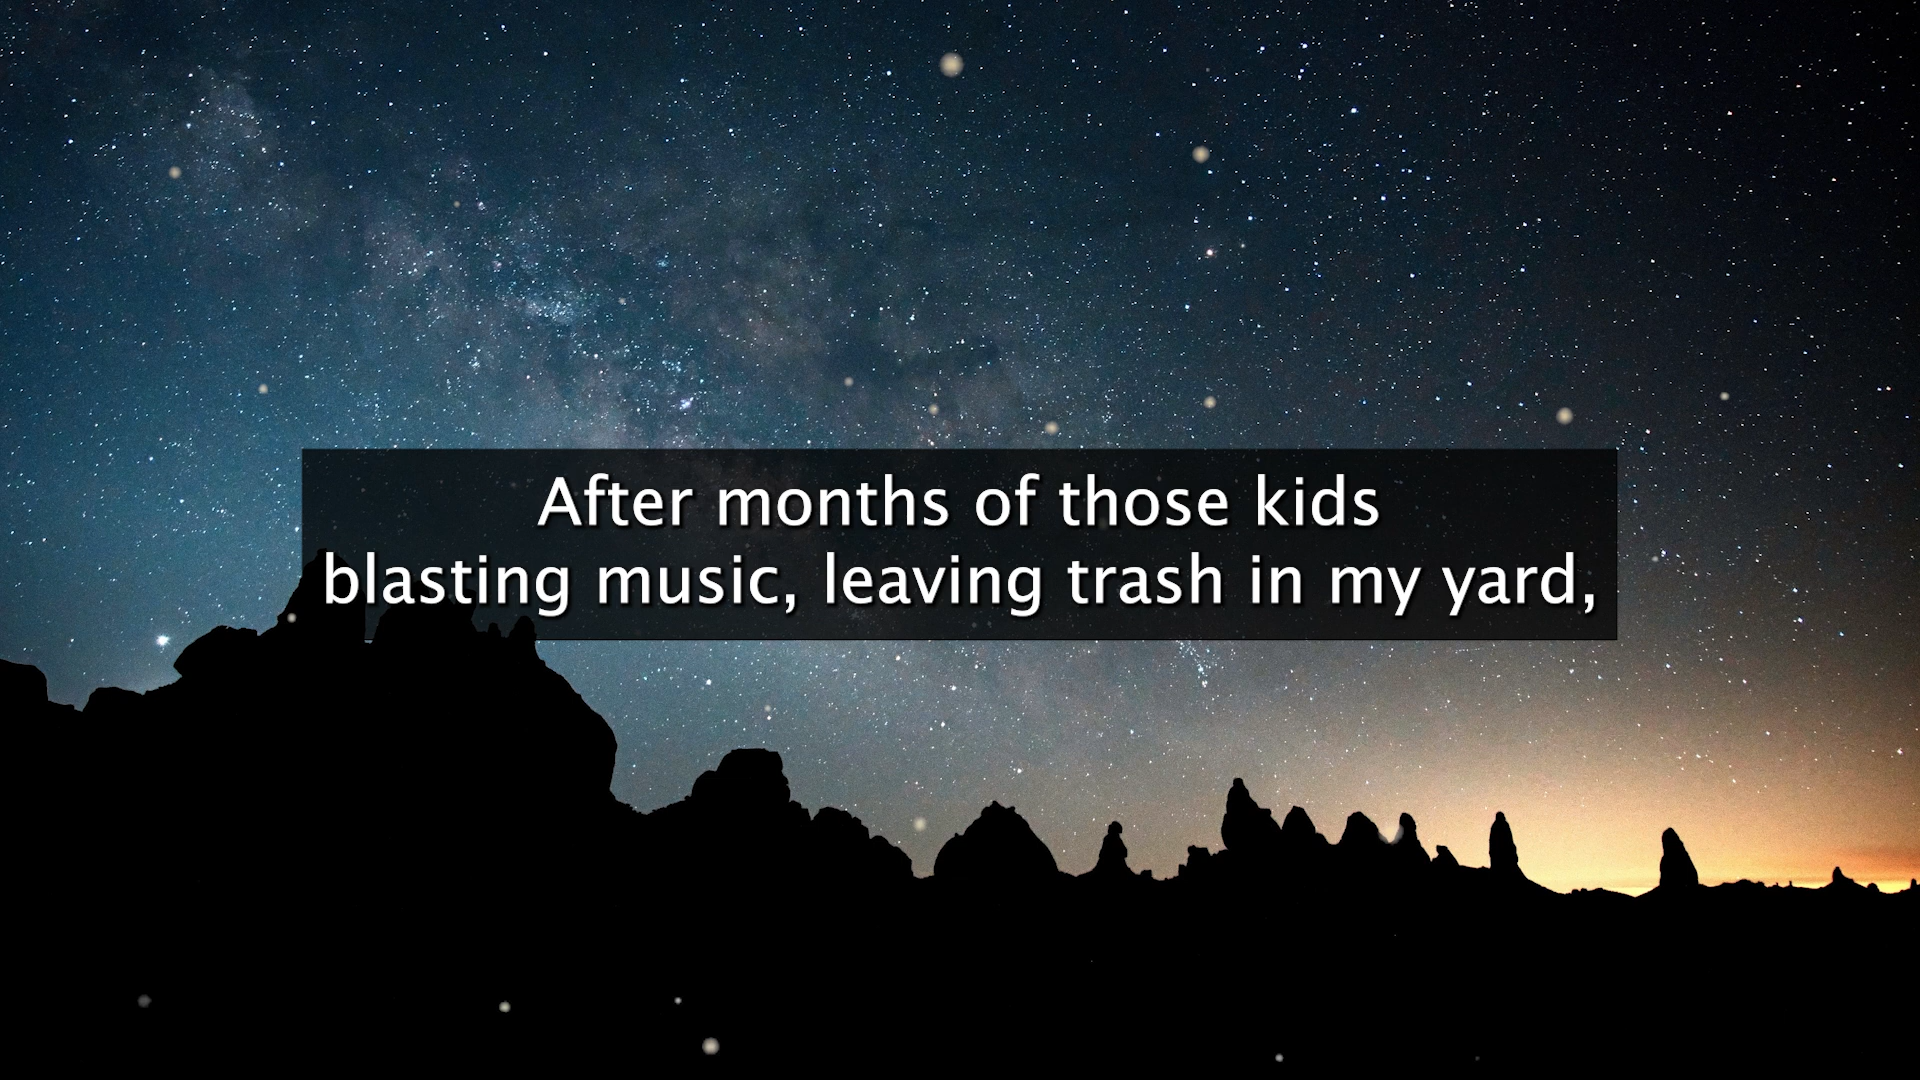 After months of those kids
blasting music, leaving trash in my yard,